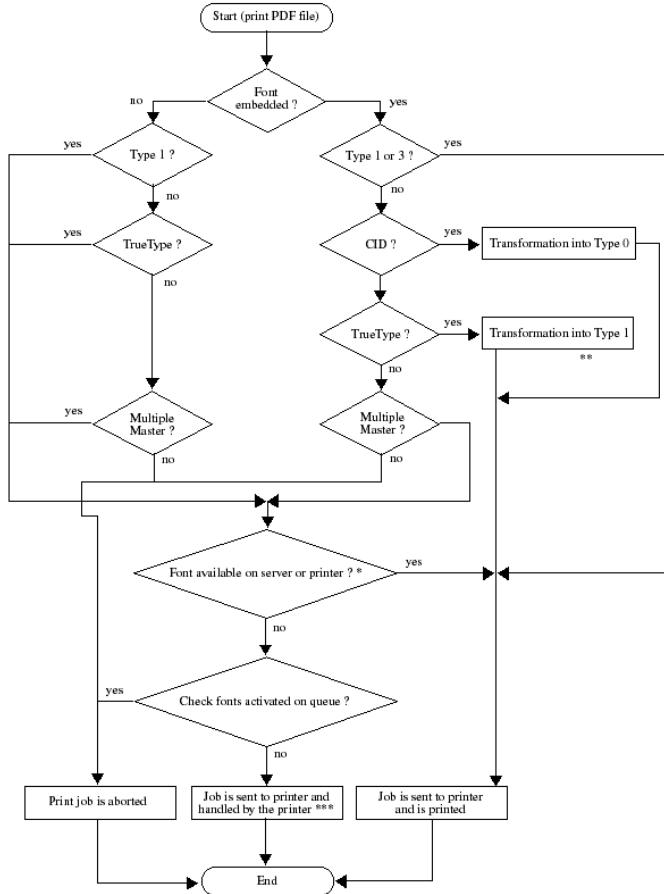 Start (print PDF file)
Font
embedded ?
no
yes
yes
Type 1 ?
Type 1 or 3 ?
yes
no
no
yes
TrueType ?
CID ?
yes
Transformation into Type 0
no
TrueType ?
yes
Transformation into Type 1
**
no
yes
Multiple
Master ?
Multiple
Master ?
no
no
Font available on server or printer ? *
yes
no
yes
Check fonts activated on queue ?
no
Print job is aborted
Job is sent to printer and
handled by the printer ***
Job is sent to printer
and is printed
End